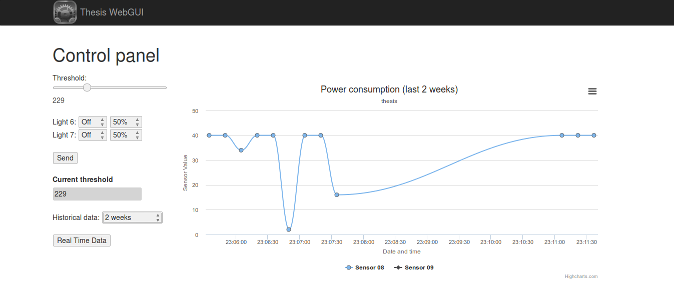 Thesis WebGUI
Control panel
Threshold:
229
Light 6: Off 50%
Light 7: Off 50%
Send
Current threshold
229
Historical data: 2 weeks
Real Time Data
Power consumption (last 2 weeks)
thesis
Sensor Value
50
40
30
20
10
0
23:06:00 23:06:30 23:07:00 23:07:30 23:08:00 23:08:30 23:09:00 23:09:30 23:10:00 23:10:30 23:11:00 23:11:30
Date and time
Sensor 08 Sensor 09
Highcharts.com